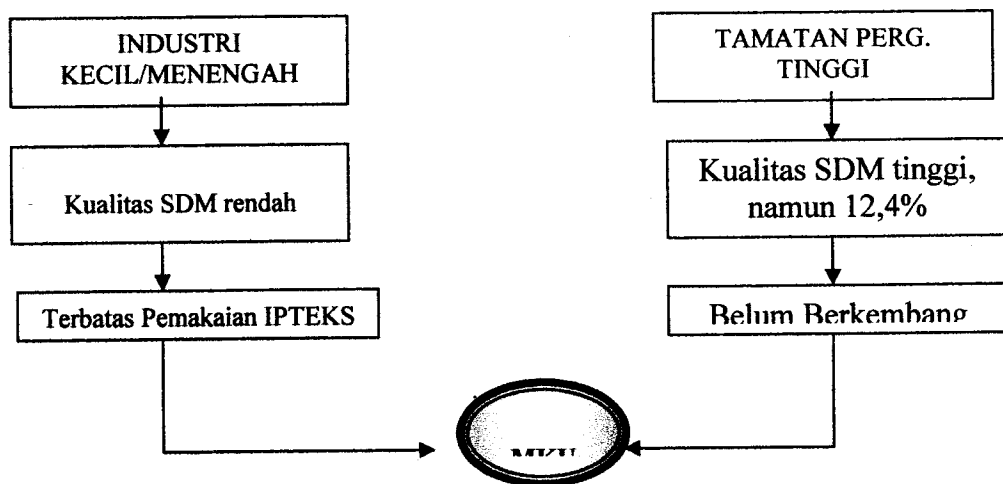 INDUSTRI
KECIL/MENENGAH
Kualitas SDM rendah
Terbatas Pemakaian IPTEKS
TAMATAN PERG.
TINGGI
Kualitas SDM tinggi,
namun 12,4%
Belum Berkembang